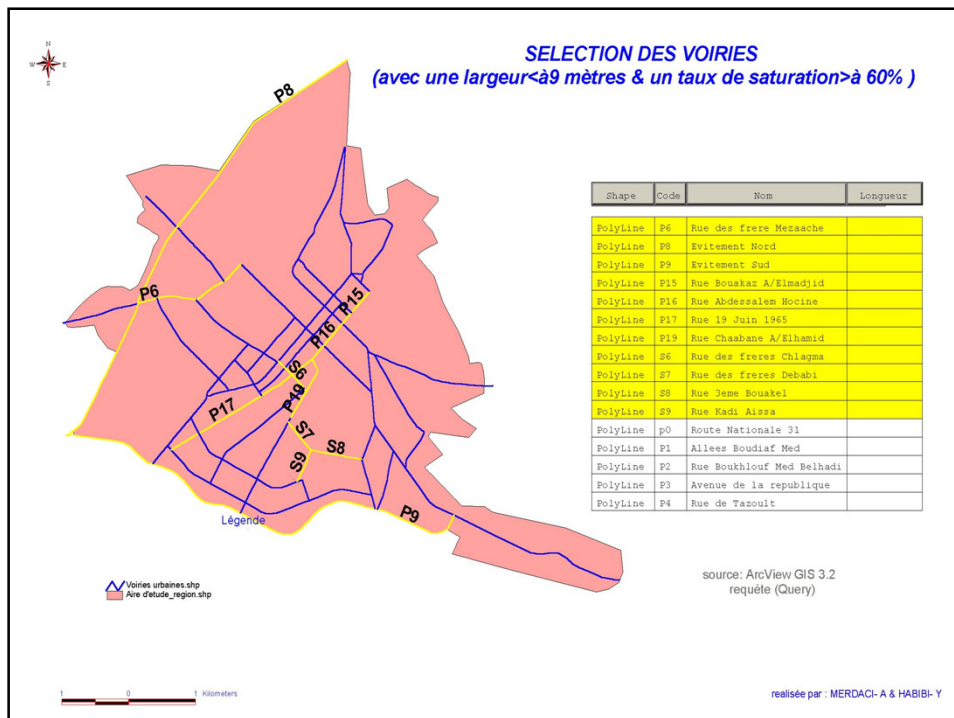 SELECTION DES VOIRIES
(avec une largeur<à9 mètres & un taux de saturation>à 60% )
N
W E
S
P8
P6
P15
P16
S6
P19
P17
S7
S8
S9
P9
Shape Code Nom Longueur
PolyLine P6 Rue des frere Mezaache
PolyLine P8 Evitement Nord
PolyLine P9 Evitement Sud
PolyLine P15 Rue Bouakaz A/Elmadjid
PolyLine P16 Rue Abdessalem Hocine
PolyLine P17 Rue 19 Juin 1965
PolyLine P19 Rue Chaabane A/Elhamid
PolyLine S6 Rue des freres Chlagma
PolyLine S7 Rue des freres Debabi
PolyLine S8 Rue 3eme Bouakel
PolyLine S9 Rue Kadi Aissa
PolyLine p0 Route Nationale 31
PolyLine P1 Allees Boudiaf Med
PolyLine P2 Rue Boukhlouf Med Belhadi
PolyLine P3 Avenue de la republique
PolyLine P4 Rue de Tazoult
Légende
Voiries urbaines.shp
Aire d'etude_region.shp
source: ArcView GIS 3.2
requête (Query)
1 0 1 Kilometers
realisée par : MERDACI- A & HABIBI- Y